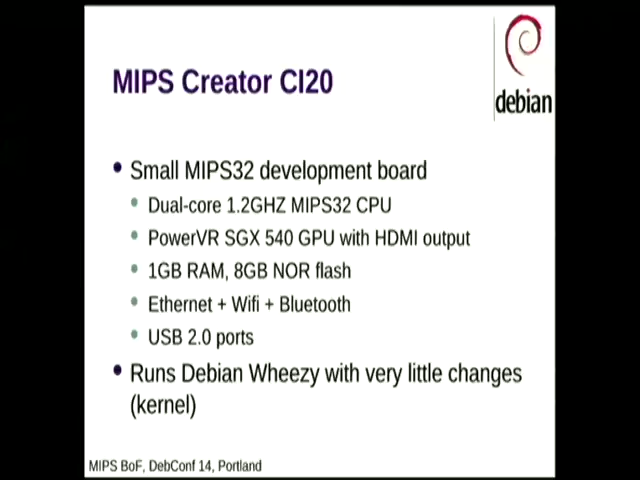 MIPS Creator CI20
debian
Small MIPS32 development board
Dual-core 1.2GHZ MIPS32 CPU
PowerVR SGX 540 GPU with HDMI output
1GB RAM, 8GB NOR flash
Ethernet + Wifi + Bluetooth
USB 2.0 ports
Runs Debian Wheezy with very little changes
(kernel)
MIPS BoF, DebConf 14, Portland